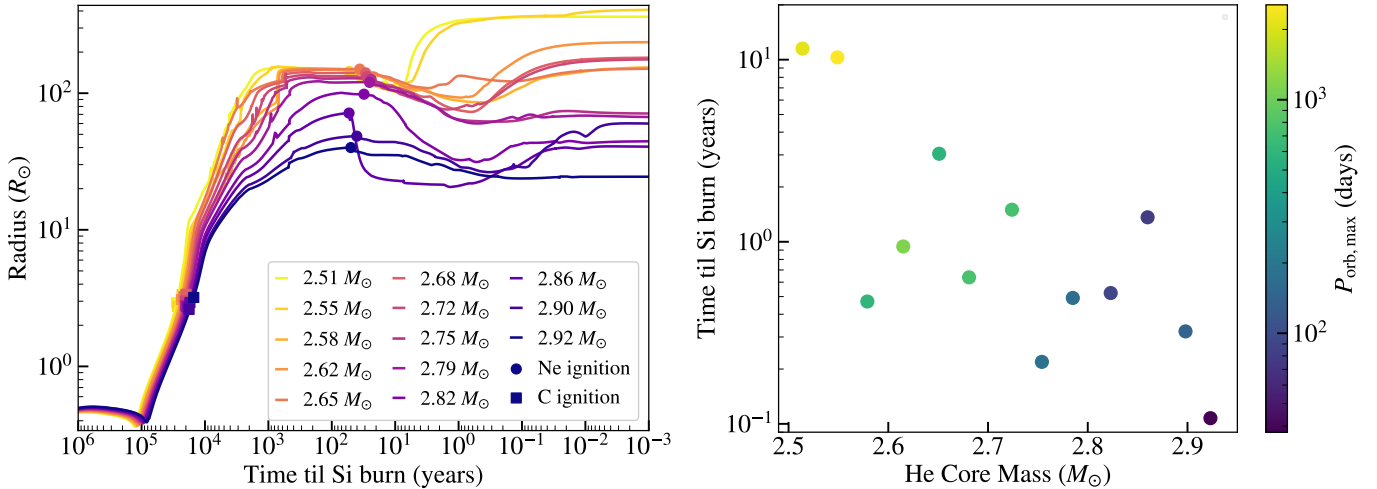 10²
10¹
10⁰
Radius (R⊙)
10⁶ 10⁵ 10⁴ 10³ 10² 10¹ 10⁰ 10⁻¹ 10⁻² 10⁻³
Time til Si burn (years)
2.51 M⊙
2.55 M⊙
2.58 M⊙
2.62 M⊙
2.65 M⊙
2.68 M⊙
2.72 M⊙
2.75 M⊙
2.79 M⊙
2.82 M⊙
2.86 M⊙
2.90 M⊙
2.92 M⊙
Ne ignition
C ignition
10¹
10⁰
10⁻¹
Time til Si burn (years)
2.5 2.6 2.7 2.8 2.9
He Core Mass (M⊙)
10³
10²
P orb, max (days)